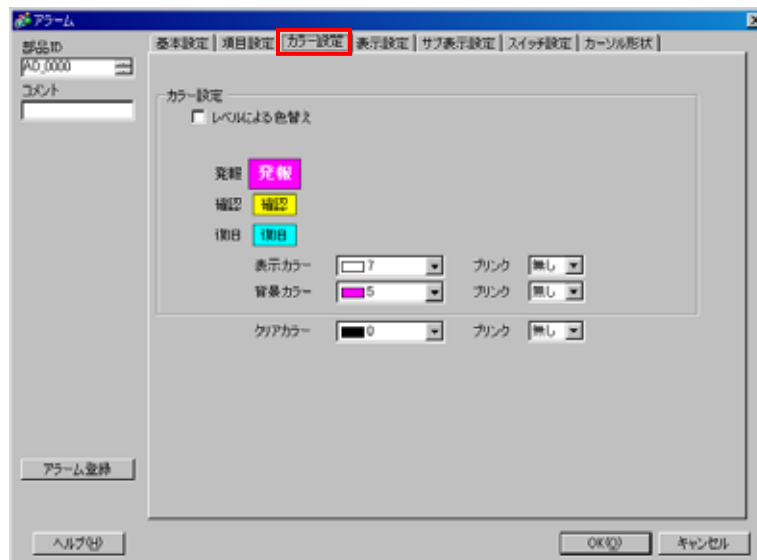 アラーム
部品ID
AD_0000
コメント
基本設定 項目設定 カラー設定 表示設定 サブ表示設定 スイッチ設定 カーソル形状
カラー設定
レベルによる色替え
発報 発報
確認 確認
復旧 復旧
表示カラー 7 ブリンク 無し
背景カラー 5 ブリンク 無し
クリアカラー 0 ブリンク 無し
アラーム登録
ヘルプ(H) OK(O) キャンセル